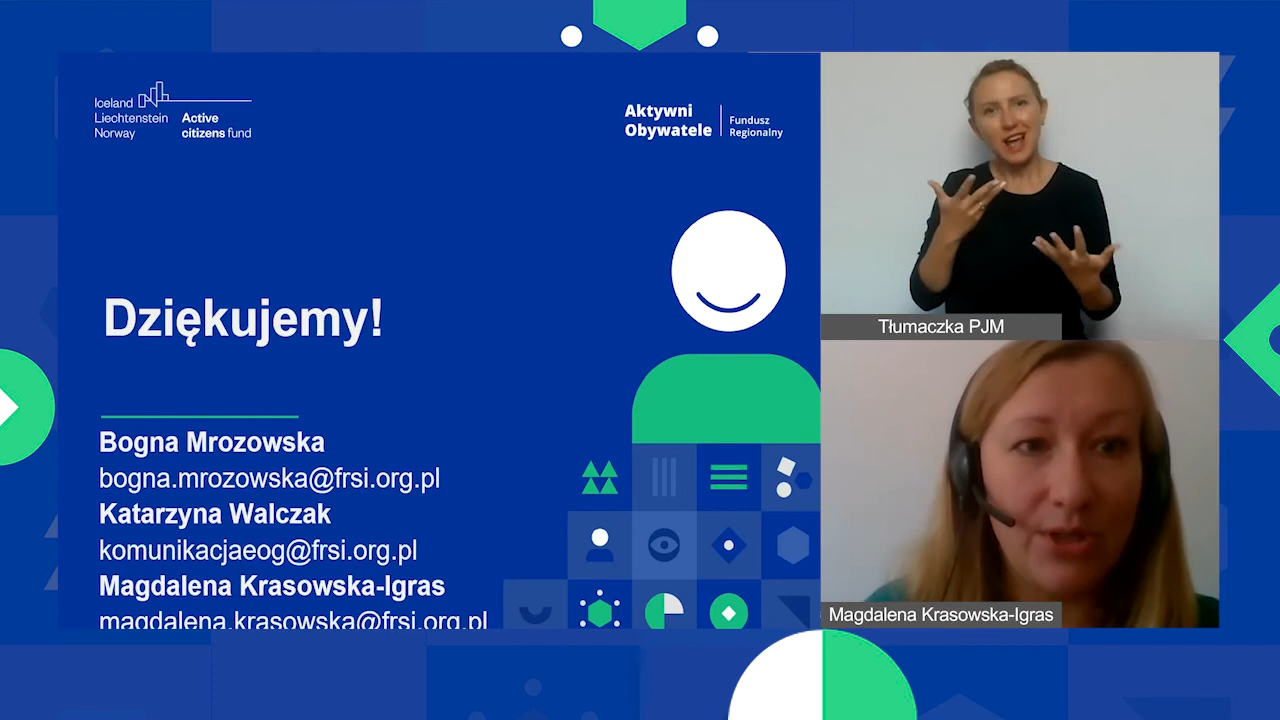 Iceland
Liechtenstein
Norway
Active
citizens fund
Aktywni
Obywatele
Fundusz
Regionalny
Dziękujemy!
Bogna Mrozowska
bogna.mrozowska@frsi.org.pl
Katarzyna Walczak
komunikacjaeog@frsi.org.pl
Magdalena Krasowska-Igras
magdalena.krasowska@frsi.org.pl
Tłumaczka PJM
Magdalena Krasowska-Igras